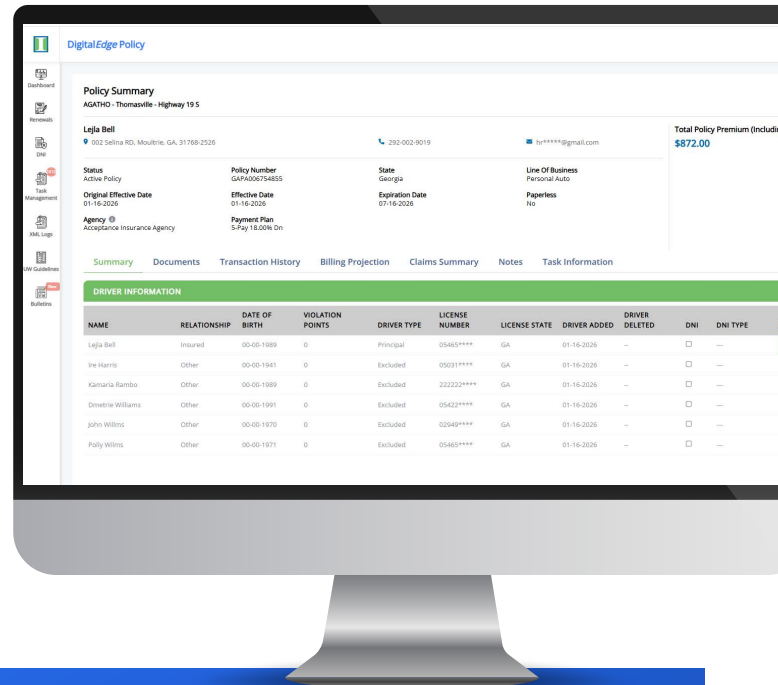 DigitalEdge Policy
Dashboard
Renewals
DNI
Task Management
XML Logs
UW Guidelines
Bulletins
Policy Summary
AGATHO - Thomasville - Highway 19 S
Lejla Bell
002 Selina RD, Moultrie, GA, 31768-2526 292-002-9019 hr*****@gmail.com
Total Policy Premium (Includi
$872.00
Status Policy Number State Line Of Business
Active Policy GAPA006754855 Georgia Personal Auto
Original Effective Date Effective Date Expiration Date Paperless
01-16-2026 01-16-2026 07-16-2026 No
Agency Payment Plan
Acceptance Insurance Agency 5-Pay 18.00% Dn
Summary Documents Transaction History Billing Projection Claims Summary Notes Task Information
DRIVER INFORMATION
NAME RELATIONSHIP DATE OF BIRTH VIOLATION POINTS DRIVER TYPE LICENSE NUMBER LICENSE STATE DRIVER ADDED DRIVER DELETED DNI DNI TYPE
Lejla Bell Insured 00-00-1989 0 Principal 05465**** GA 01-16-2026 -- —
Ire Harris Other 00-00-1941 0 Excluded 05031**** GA 01-16-2026 -- —
Kamaria Rambo Other 00-00-1989 0 Excluded 222222**** GA 01-16-2026 -- —
Dmetrie Williams Other 00-00-1991 0 Excluded 05422**** GA 01-16-2026 -- —
John Willms Other 00-00-1970 0 Excluded 02949**** GA 01-16-2026 -- —
Polly Wilms Other 00-00-1971 0 Excluded 05465**** GA 01-16-2026 -- —